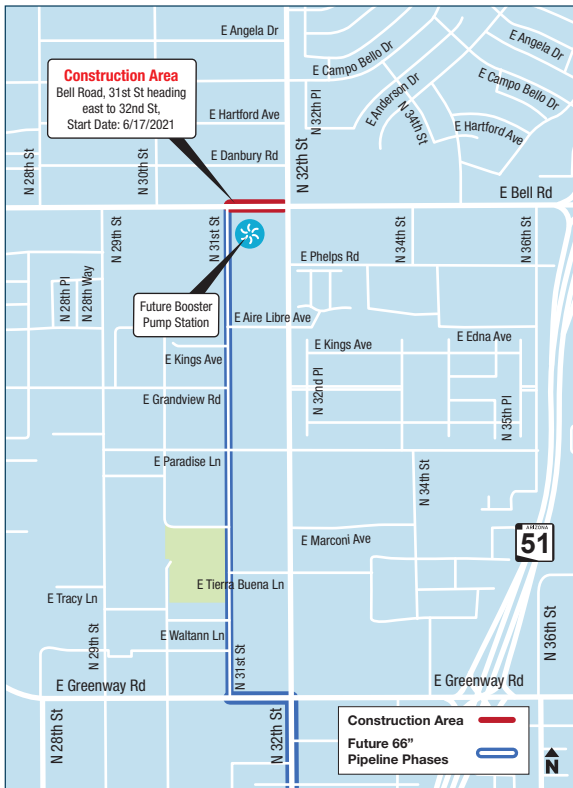 E Angela Dr
E Angela Dr
E Campo Bello Dr
Construction Area
Bell Road, 31st St heading
east to 32nd St,
Start Date: 6/17/2021
E Anderson Dr
E Campo Bello Dr
N 32nd Pl
N 34th St
E Hartford Ave
E Hartford Ave
N 28th St
N 30th St
N 32nd St
E Danbury Rd
E Bell Rd
N 29th St
N 31st St
N 34th St
N 36th St
E Phelps Rd
N 28th Pl
N 28th Way
Future Booster
Pump Station
E Aire Libre Ave
E Edna Ave
E Kings Ave
E Kings Ave
N 32nd Pl
N 35th Pl
E Grandview Rd
E Paradise Ln
N 34th St
ARIZONA
51
E Marconi Ave
E Tierra Buena Ln
E Tracy Ln
E Waltann Ln
N 29th St
N 31st St
N 36th St
E Greenway Rd
E Greenway Rd
N 28th St
N 32nd St
Construction Area
Future 66”
Pipeline Phases
N